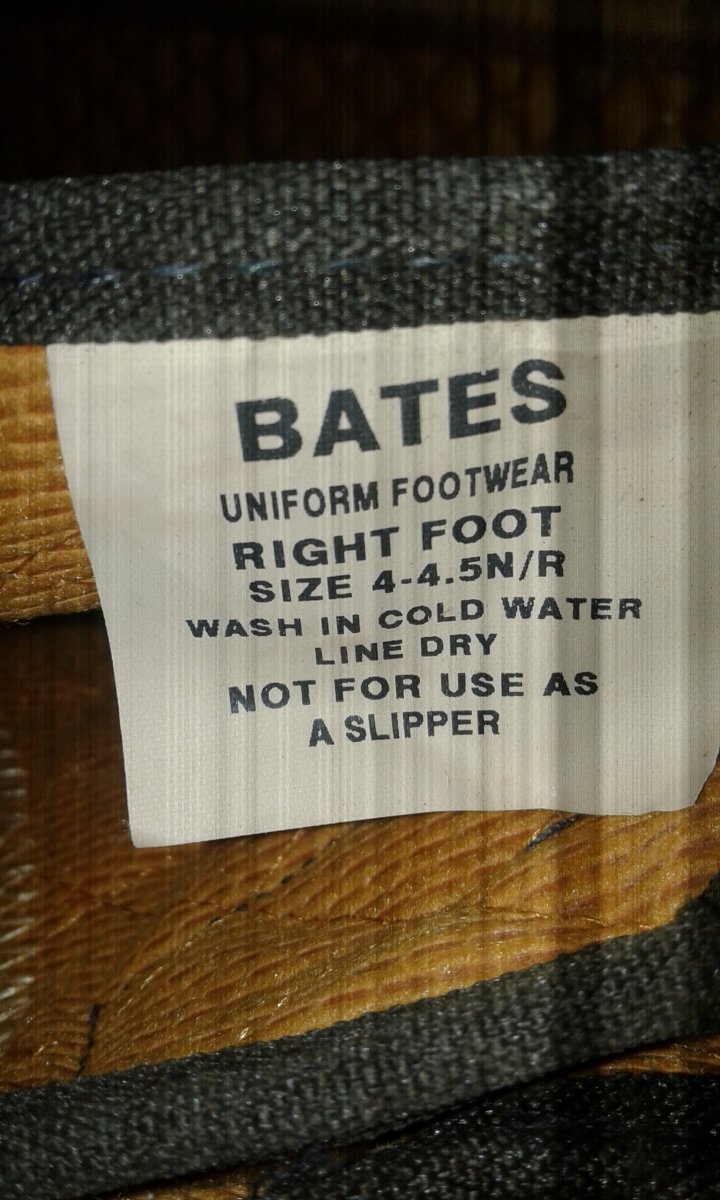 BATES
UNIFORM FOOTWEAR
RIGHT FOOT
SIZE 4-4.5N/R
WASH IN COLD WATER
LINE DRY
NOT FOR USE AS
A SLIPPER